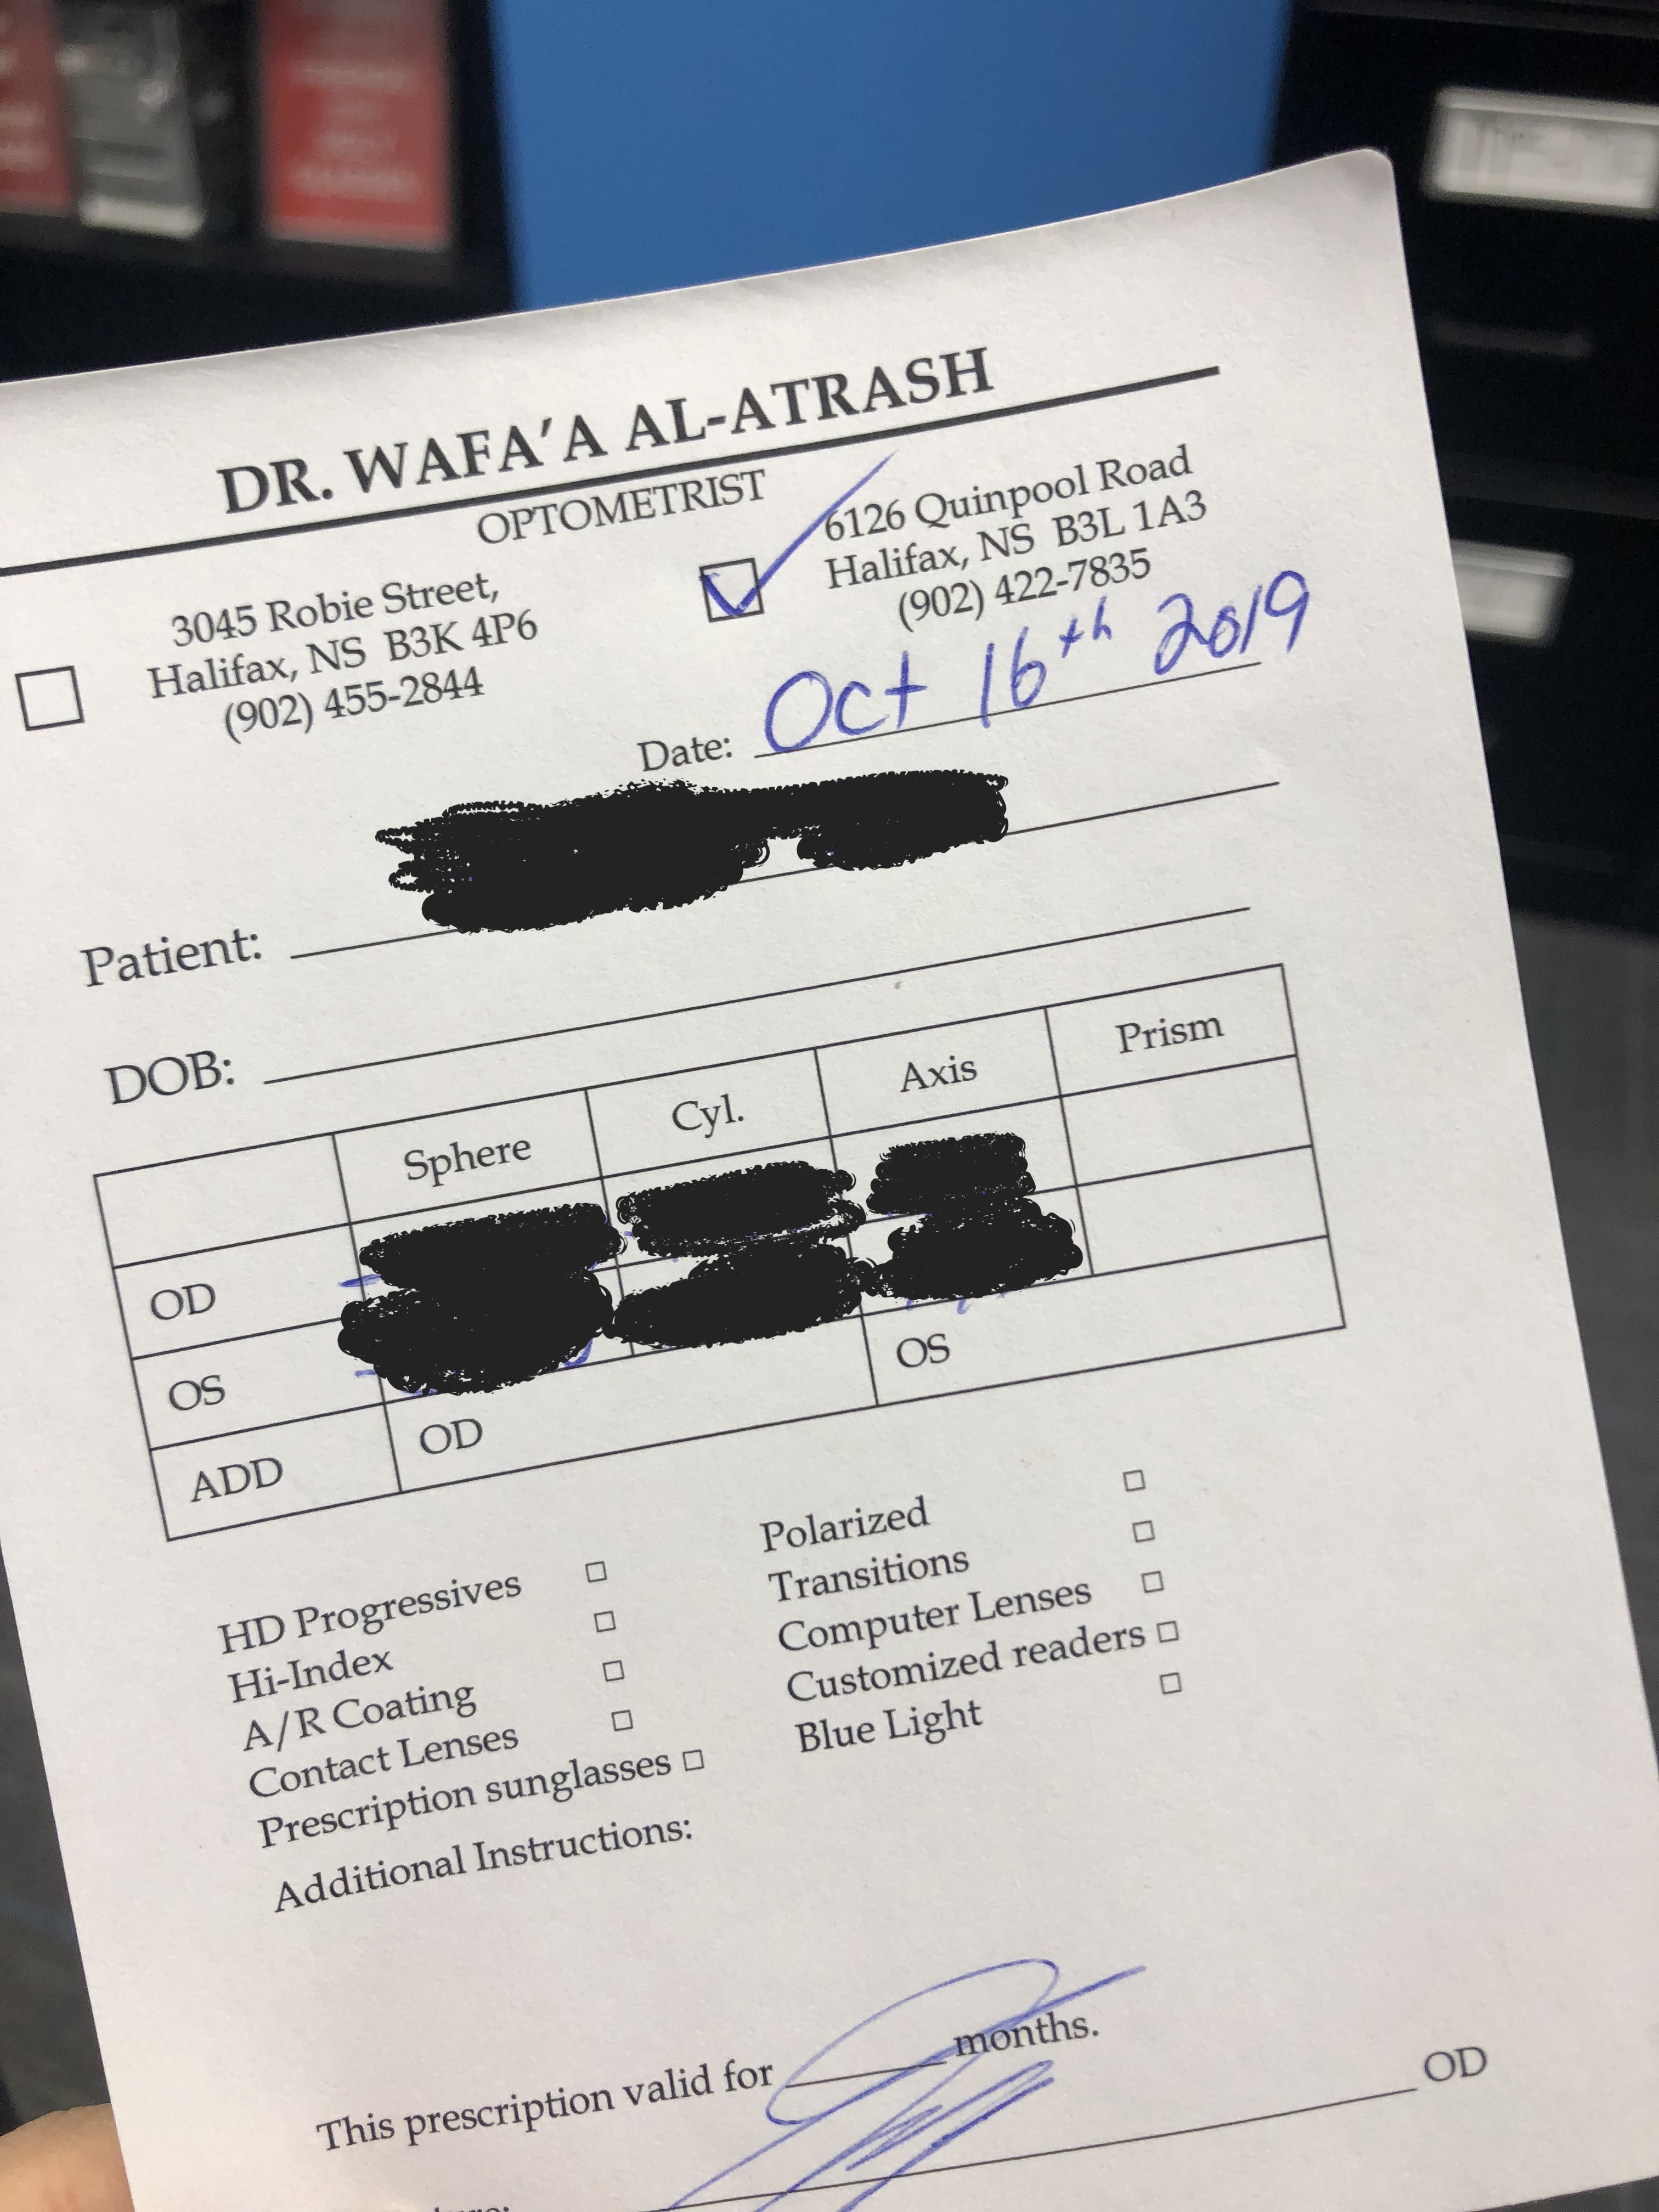 DR. WAFA'A AL-ATRASH
OPTOMETRIST
3045 Robie Street,
Halifax, NS B3K 4P6
(902) 455-2844
6126 Quinpool Road
Halifax, NS B3L 1A3
(902) 422-7835
Date: Oct 16th 2019
Patient:
DOB:
Sphere Cyl. Axis Prism
OD
OS
ADD OD OS
HD Progressives
Hi-Index
A/R Coating
Contact Lenses
Prescription sunglasses
Polarized
Transitions
Computer Lenses
Customized readers
Blue Light
Additional Instructions:
This prescription valid for months.
OD